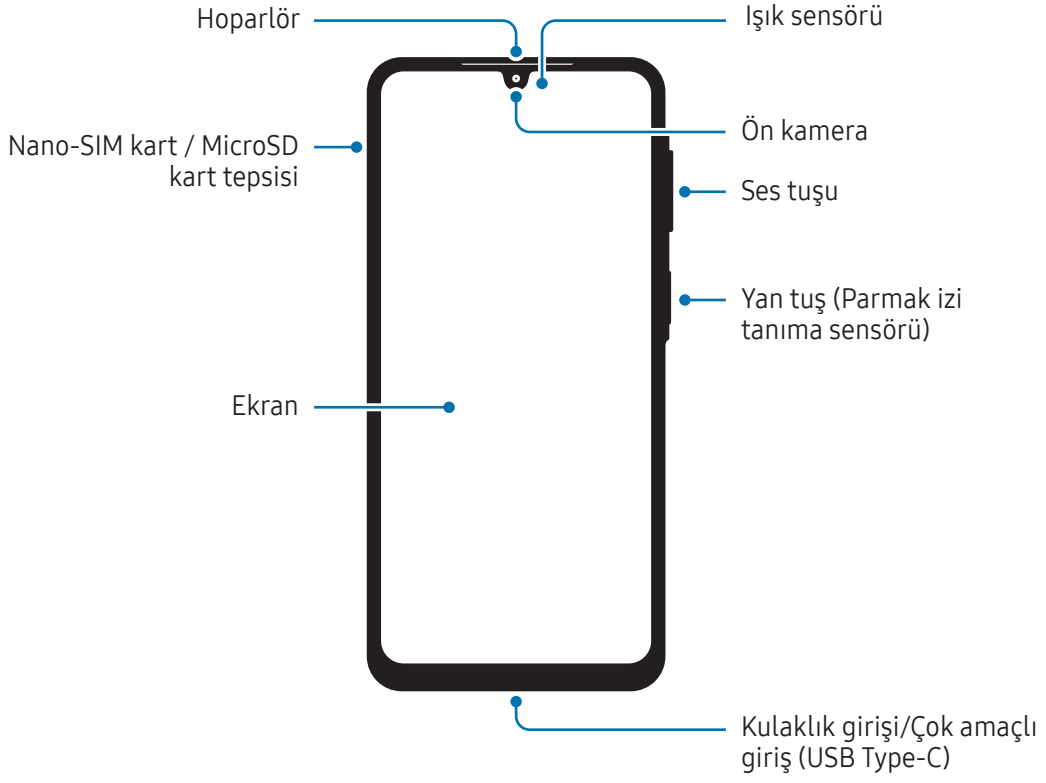 Hoparlör
Işık sensörü
Ön kamera
Nano-SIM kart / MicroSD
kart tepsisi
Ses tuşu
Yan tuş (Parmak izi
tanıma sensörü)
Ekran
Kulaklık girişi/Çok amaçlı
giriş (USB Type-C)